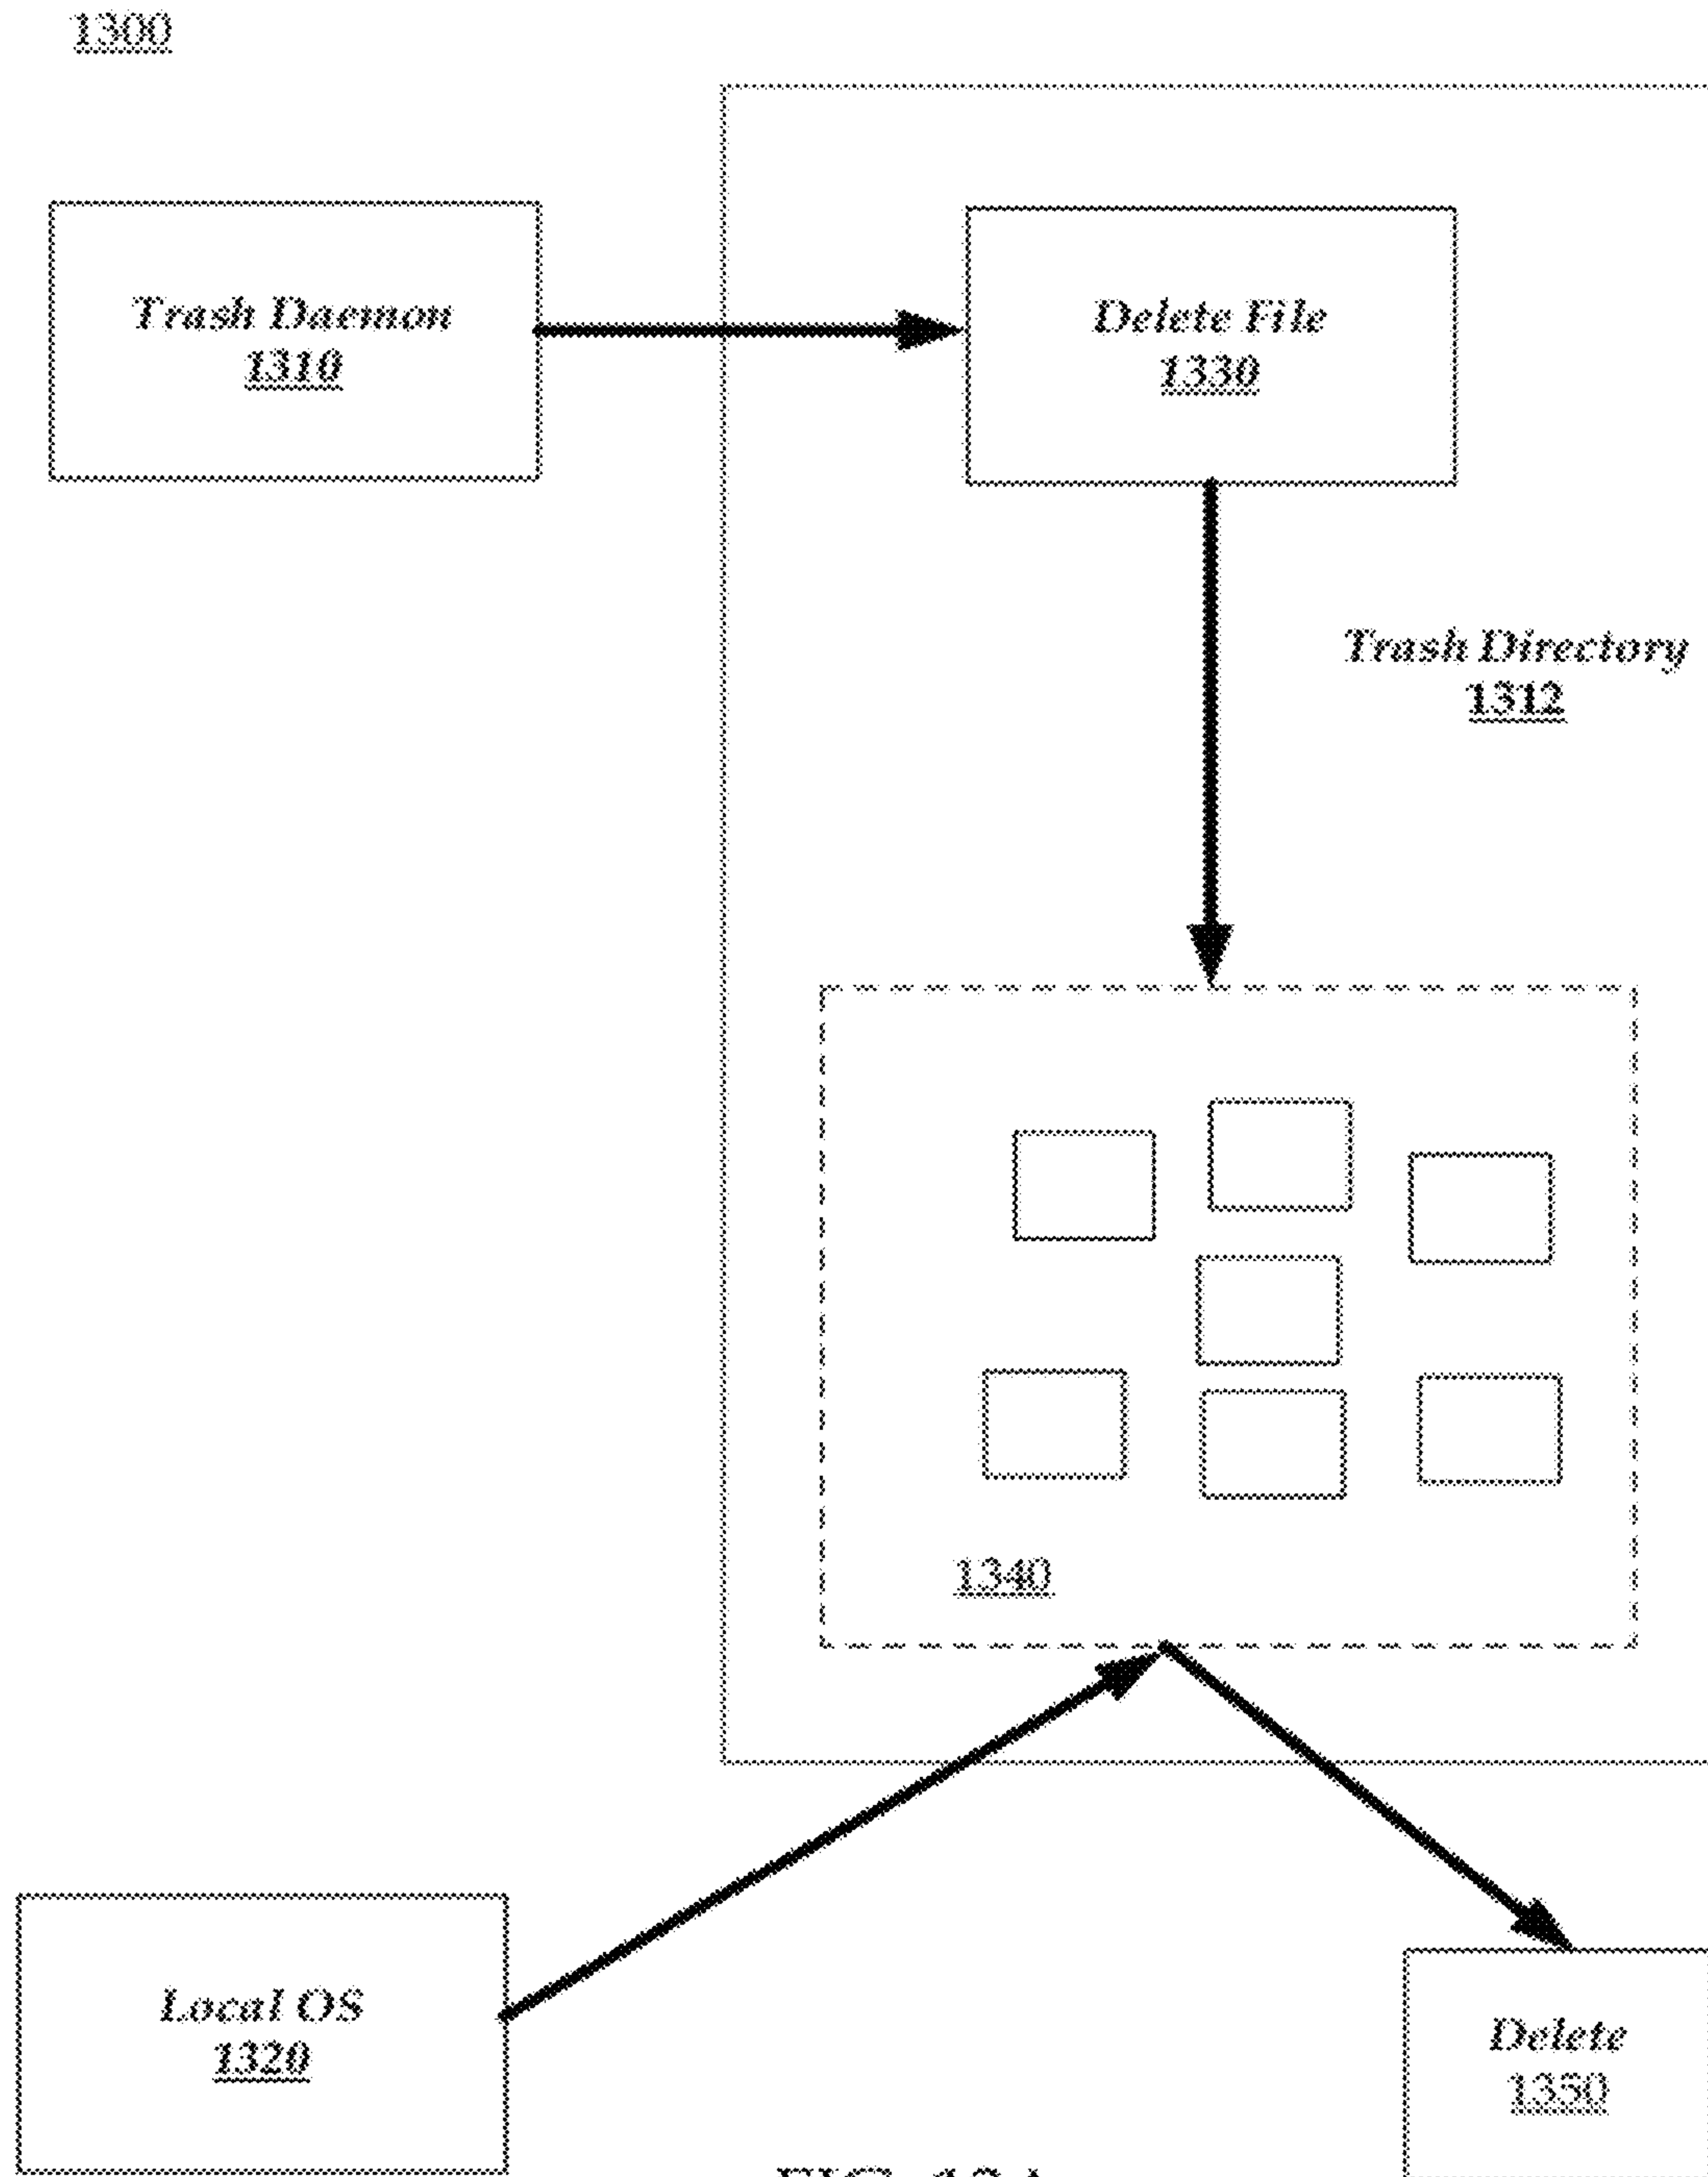 1300
Trash Daemon
1310
Delete File
1330
Trash Directory
1312
1340
Local OS
1320
Delete
1350